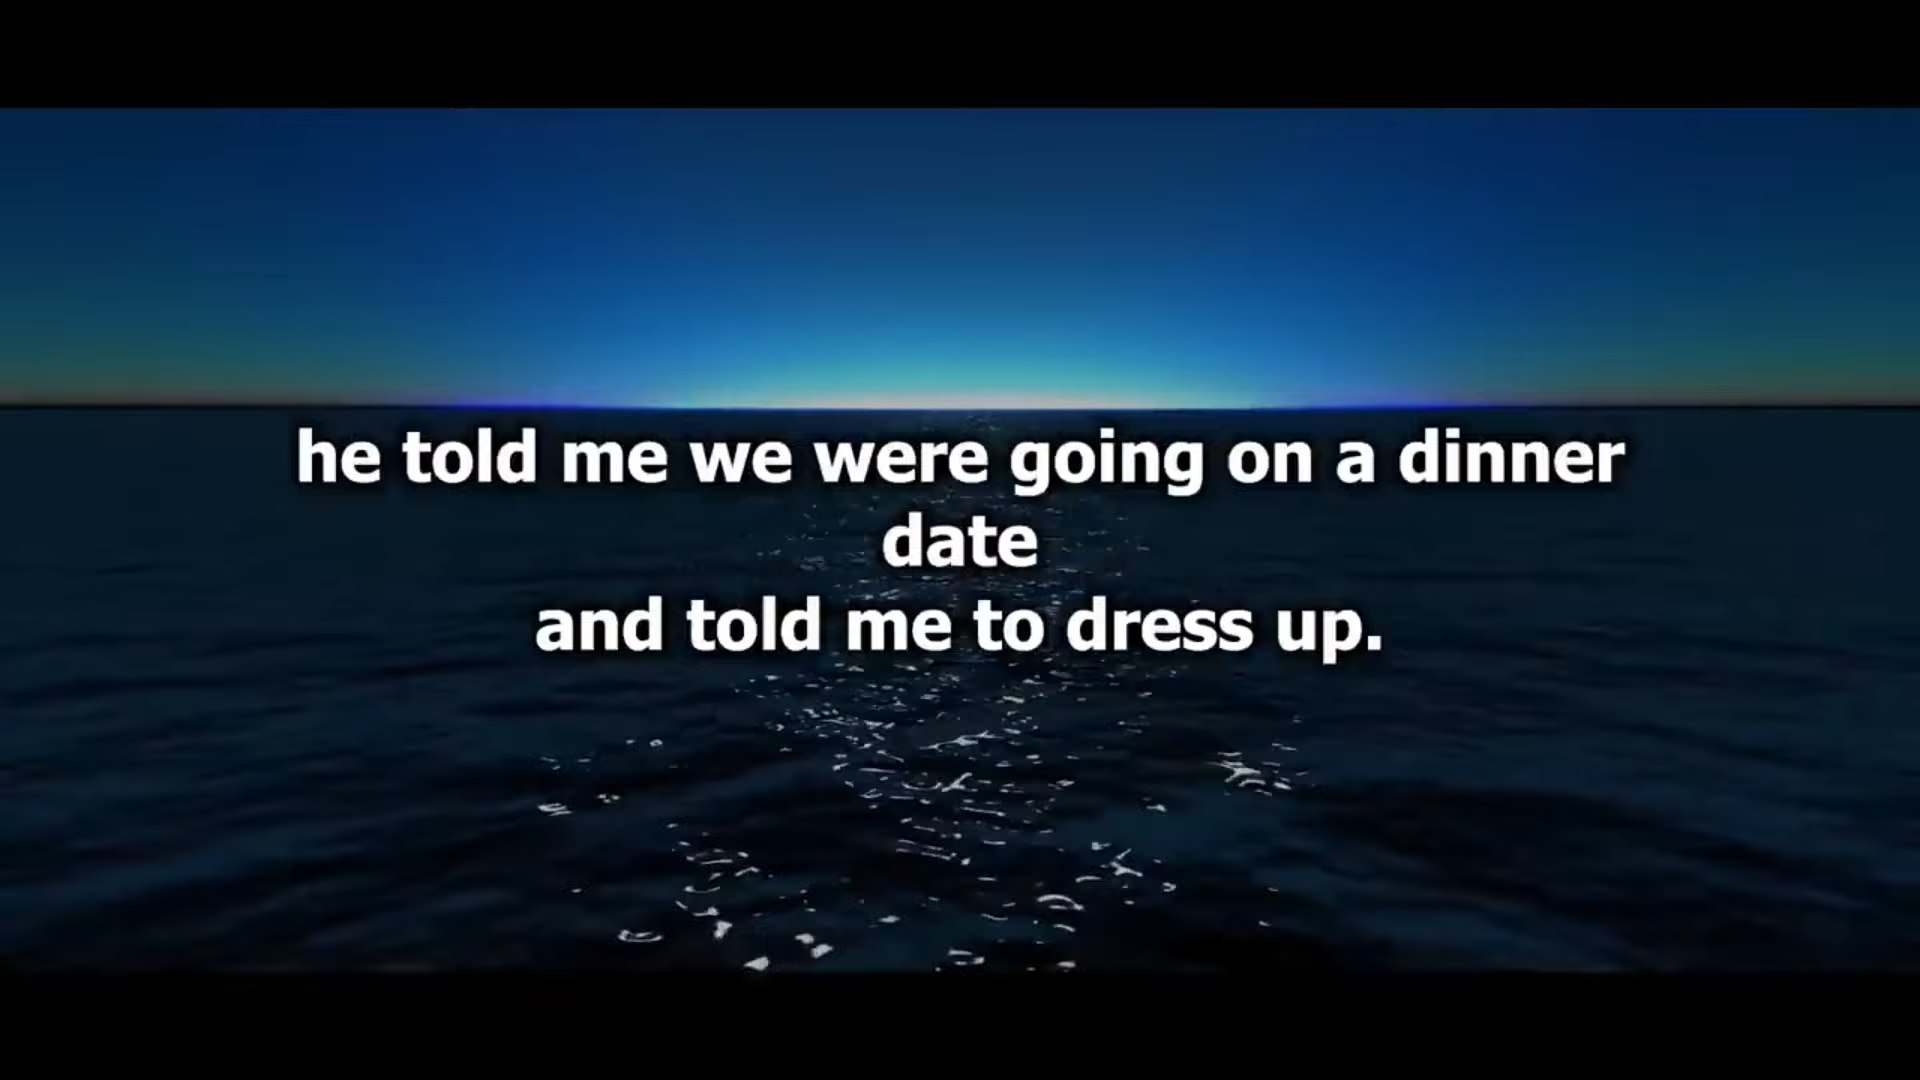 he told me we were going on a dinner
date
and told me to dress up.